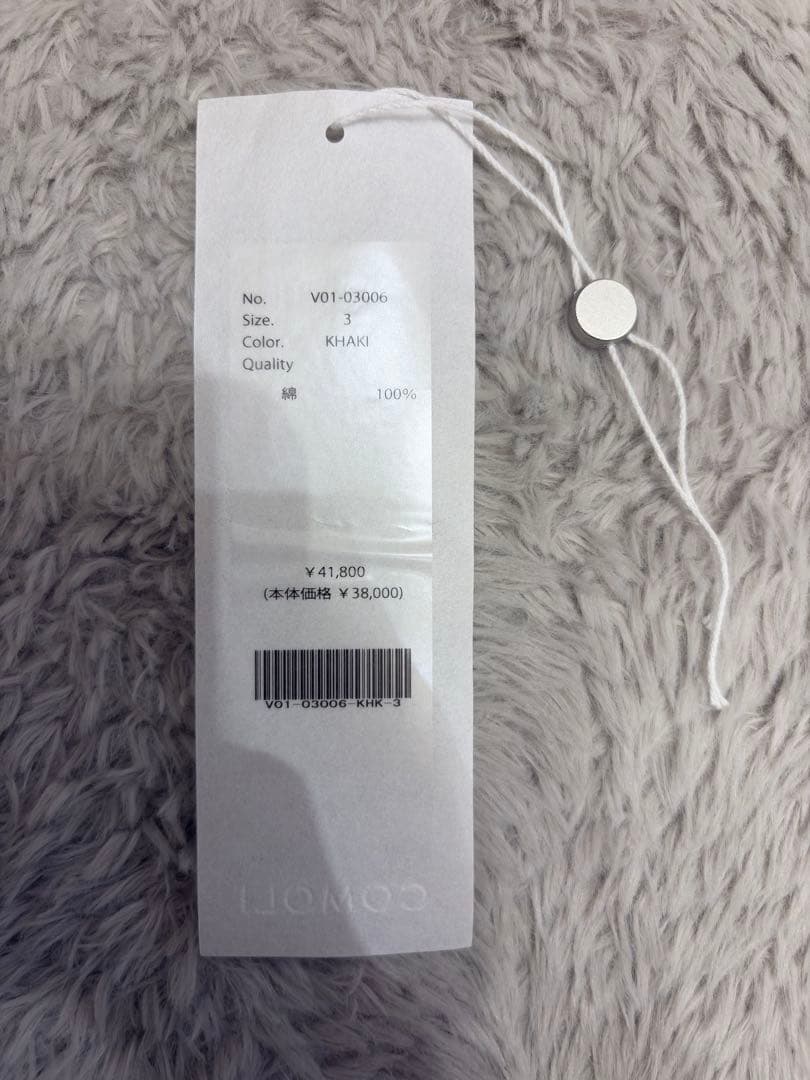 No. V01-03006
Size. 3
Color. KHAKI
Quality
綿 100%
￥41,800
(本体価格 ￥38,000)
V01-03006-KHK-3
COMOLI